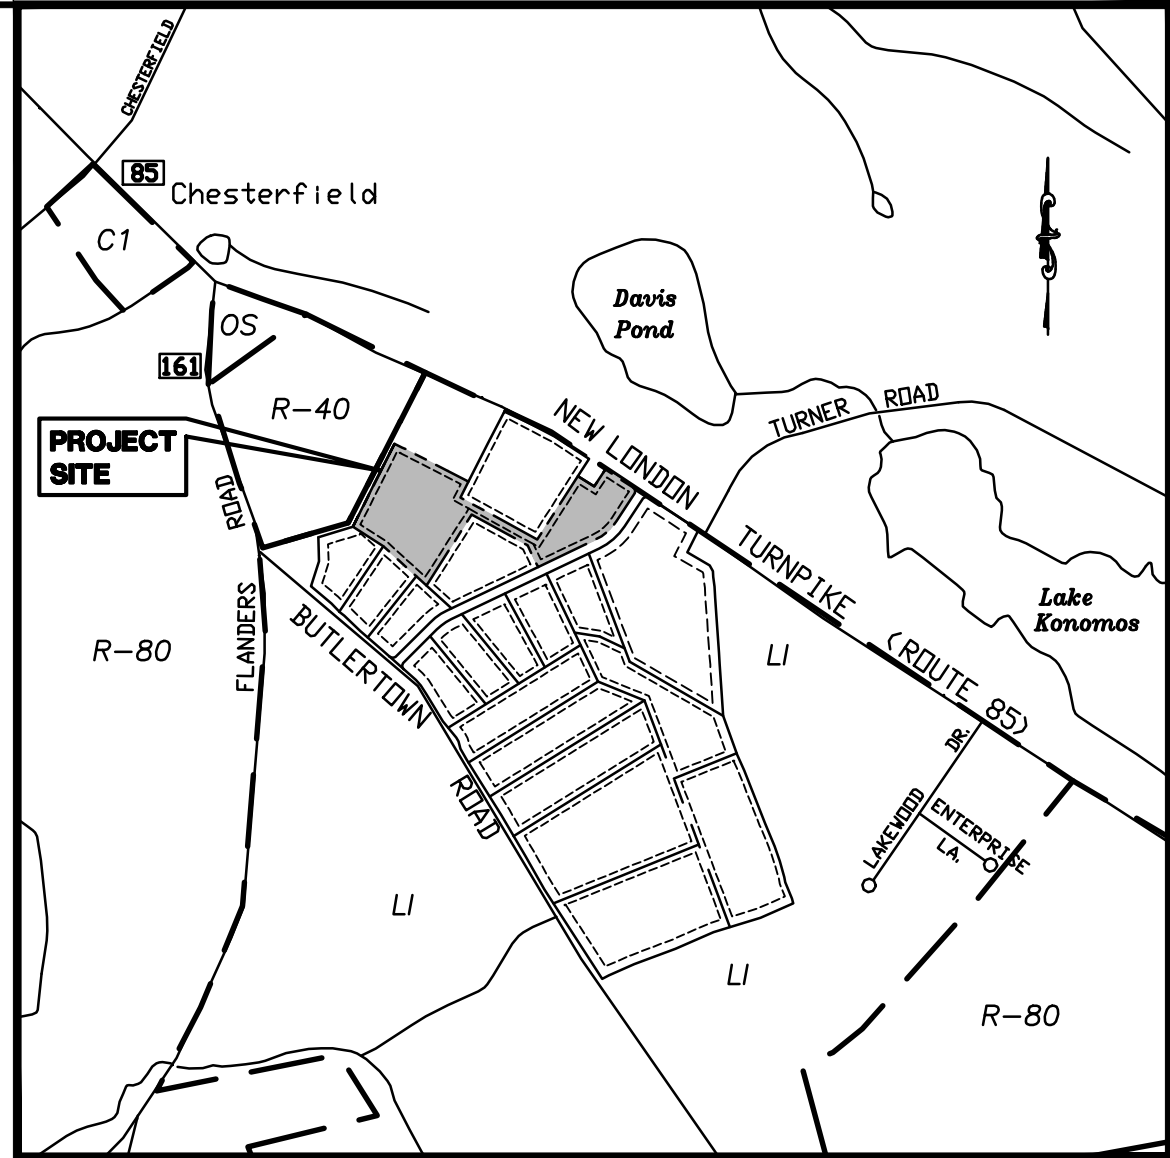 CHESTERFIELD
85
Chesterfield
C1
OS
161
R-40
PROJECT
SITE
Davis
Pond
TURNER ROAD
NEW LONDON TURNPIKE (ROUTE 85)
Lake
Konomos
FLANDERS ROAD
BUTLERTOWN ROAD
R-80
LI
LAKEWOOD DR.
ENTERPRISE
LA.
LI
LI
R-80